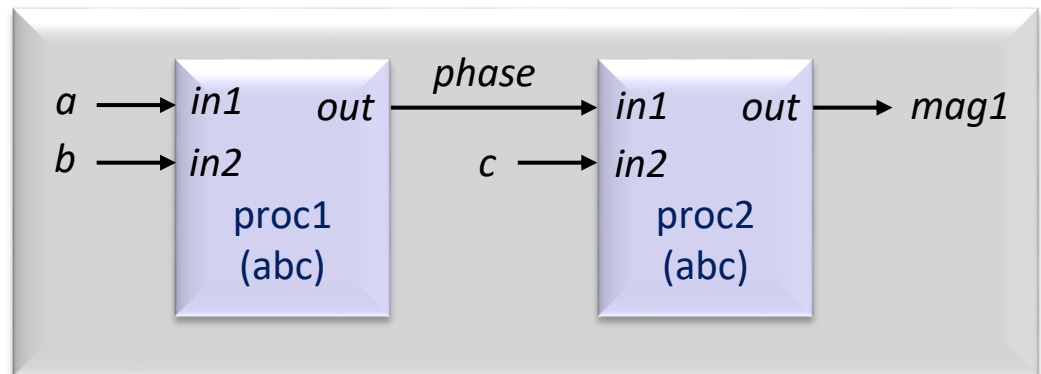 phase
a in1 out in1 out mag1
b in2 c in2
proc1 proc2
(abc) (abc)